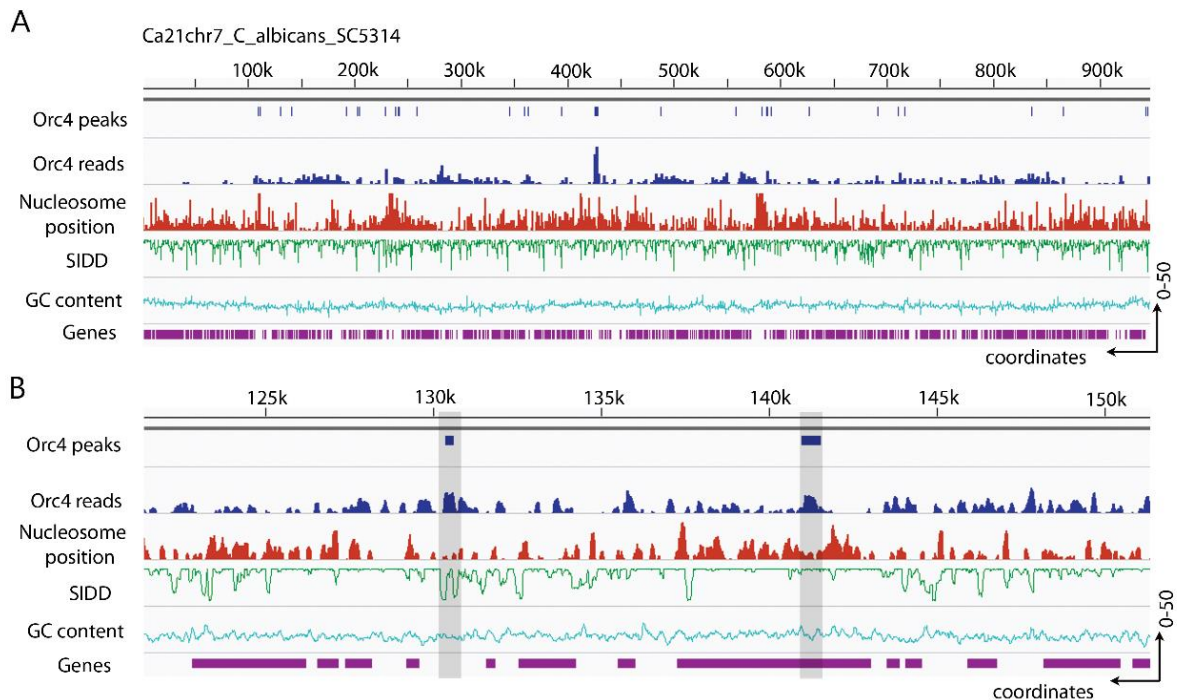 A
Ca21chr7_C_albicans_SC5314
100k 200k 300k 400k 500k 600k 700k 800k 900k
Orc4 peaks
Orc4 reads
Nucleosome
position
SIDD
GC content
Genes
0-50
coordinates
B
125k 130k 135k 140k 145k 150k
Orc4 peaks
Orc4 reads
Nucleosome
position
SIDD
GC content
Genes
0-50
coordinates